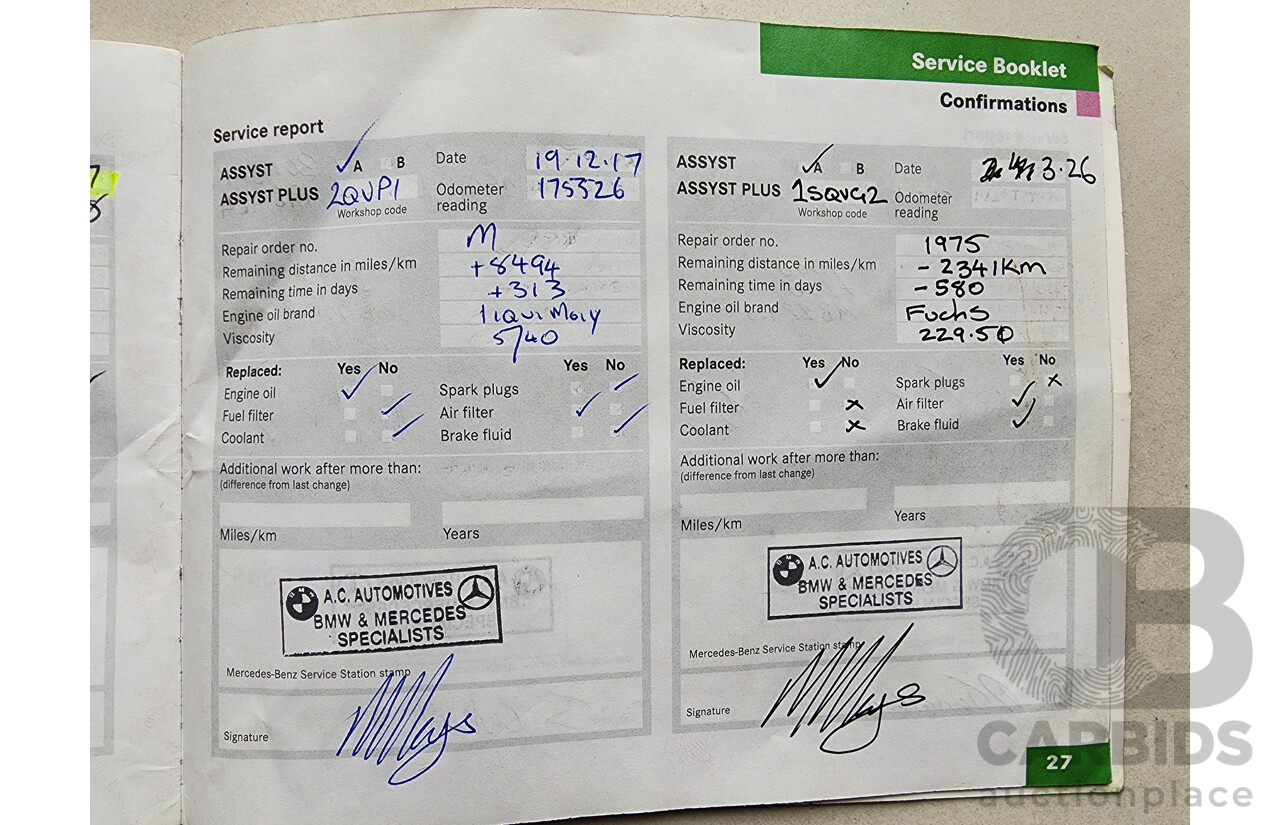 Service Booklet
Confirmations
Service report
ASSYST A B Date 19.12.17
ASSYST PLUS 2QVP1 Odometer reading 175326
Workshop code
Repair order no. M
Remaining distance in miles/km +8494
Remaining time in days +313
Engine oil brand liqui Moly
Viscosity 5/40
Replaced: Yes No Yes No
Engine oil Spark plugs
Fuel filter Air filter
Coolant Brake fluid
Additional work after more than:
(difference from last change)
Miles/km Years
A.C. AUTOMOTIVES
BMW & MERCEDES
SPECIALISTS
Mercedes-Benz Service Station stamp
Signature
ASSYST A B Date 3.26
ASSYST PLUS 1SQVG2 Odometer reading
Workshop code
Repair order no. 1975
Remaining distance in miles/km - 2341Km
Remaining time in days -580
Engine oil brand Fuchs
Viscosity 229.50
Replaced: Yes No Yes No
Engine oil Spark plugs
Fuel filter Air filter
Coolant Brake fluid
Additional work after more than:
(difference from last change)
Miles/km Years
A.C. AUTOMOTIVES
BMW & MERCEDES
SPECIALISTS
Mercedes-Benz Service Station stamp
Signature
27
CARBIDS
auctionplace